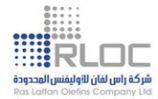 RLOC
شركة راس لفان للأوليفنس المحدودة
Ras Laffan Olefins Company Ltd.